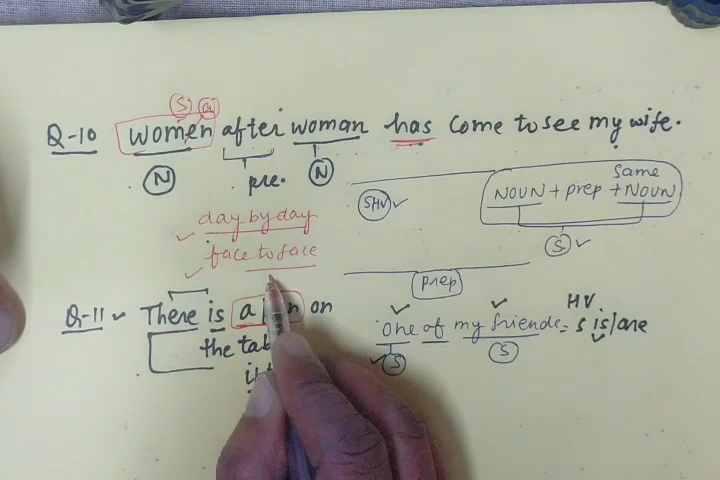 S a
Q-10 women after woman has come to see my wife.
N pre. N
SHV
NOUN + prep + same NOUN
S
day by day
face to face
prep
Q-11 There is a on
the
one of my friends = s is/are
HV
S S